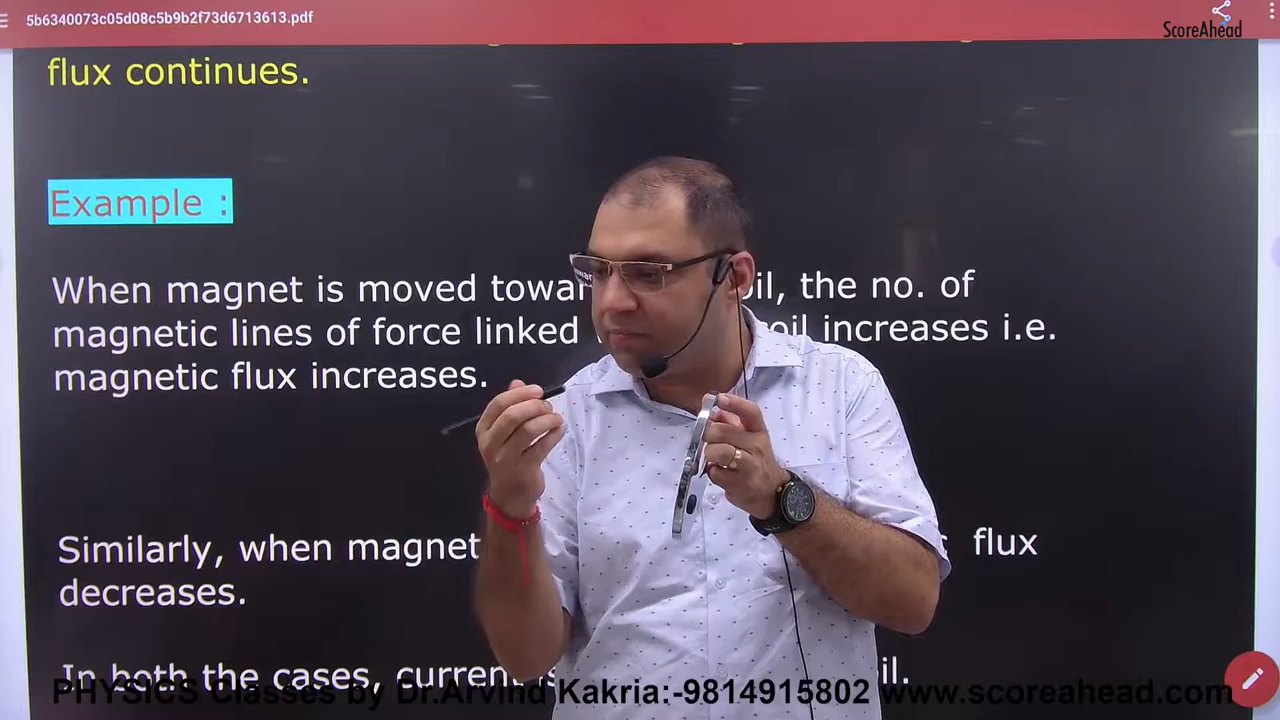 5b6340073c05d08c5b9b2f73d6713613.pdf
ScoreAhead
flux continues.
Example :
When magnet is moved towar oil, the no. of
magnetic lines of force linked oil increases i.e.
magnetic flux increases.
Similarly, when magnet flux
decreases.
In both the cases, current is il.
PHYSICS Classes by Dr.Arvind Kakria:-9814915802 www.scoreahead.com